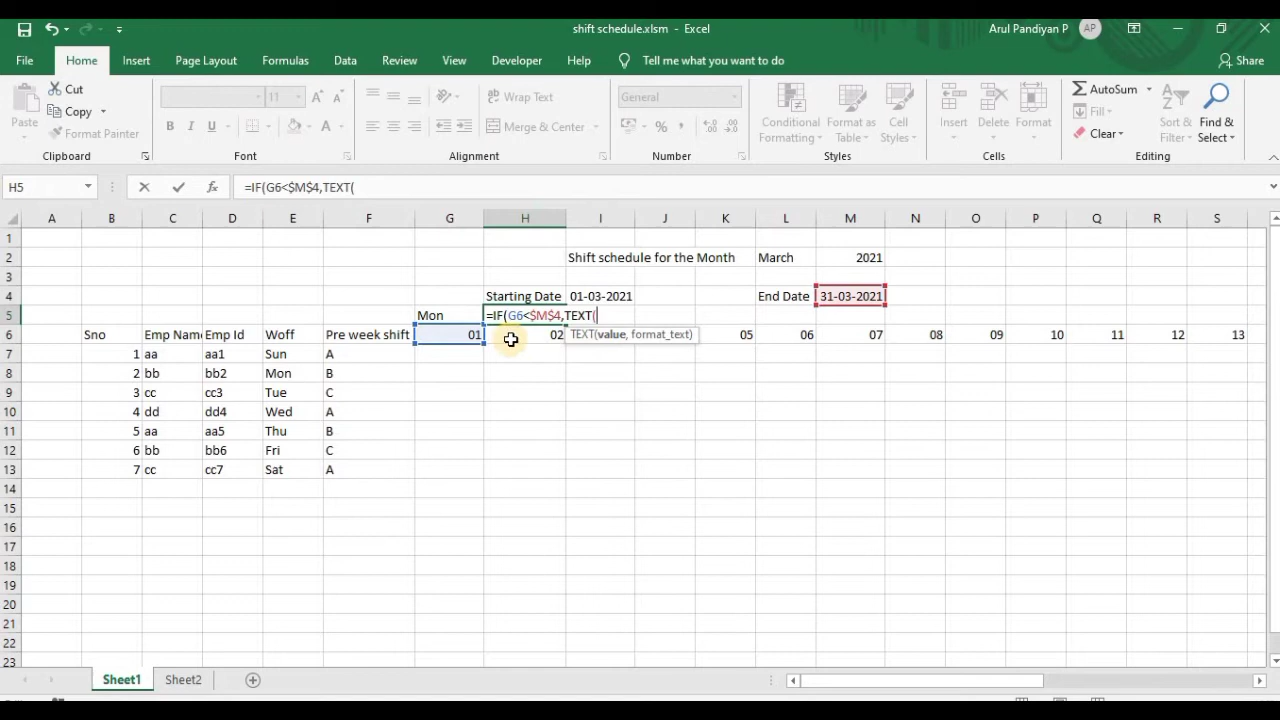 shift schedule.xlsm - Excel
Arul Pandiyan P
AP
File Home Insert Page Layout Formulas Data Review View Developer Help Tell me what you want to do Share
Paste
Cut
Copy
Format Painter
Clipboard
11 A A
B I U A
Font
Wrap Text
Merge & Center
Alignment
General
%
Number
Conditional Formatting
Format as Table
Cell Styles
Styles
Insert Delete Format
Cells
AutoSum
Fill
Clear
Sort & Filter
Find & Select
Editing
H5 fx =IF(G6<$M$4,TEXT(
A B C D E F G H I J K L M N O P Q R S
1
2 Shift schedule for the Month March 2021
3
4 Starting Date 01-03-2021 End Date 31-03-2021
5 Mon =IF(G6<$M$4,TEXT(
TEXT(value, format_text)
6 Sno Emp Name Emp Id Woff Pre week shift 01 02 05 06 07 08 09 10 11 12 13
7 1 aa aa1 Sun A
8 2 bb bb2 Mon B
9 3 cc cc3 Tue C
10 4 dd dd4 Wed A
11 5 aa aa5 Thu B
12 6 bb bb6 Fri C
13 7 cc cc7 Sat A
14
15
16
17
18
19
20
21
22
23
Sheet1 Sheet2